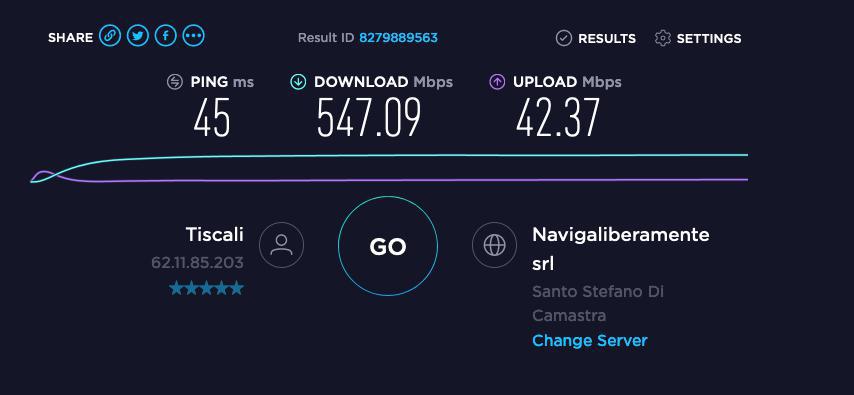 SHARE
Result ID 8279889563
RESULTS
SETTINGS
PING ms
45
DOWNLOAD Mbps
547.09
UPLOAD Mbps
42.37
Tiscali
62.11.85.203
GO
Navigaliberamente
srl
Santo Stefano Di
Camastra
Change Server